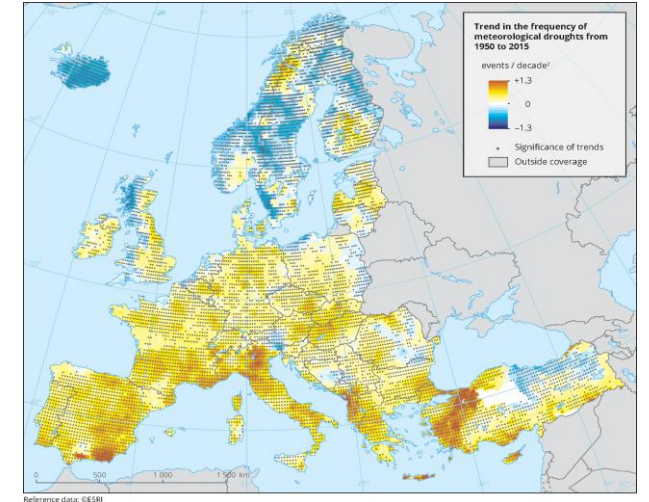 Trend in the frequency of
meteorological droughts from
1950 to 2015
events / decade²
+1.3
0
−1.3
Significance of trends
Outside coverage
0 500 1 000 1 500 km
Reference data: ©ESRI